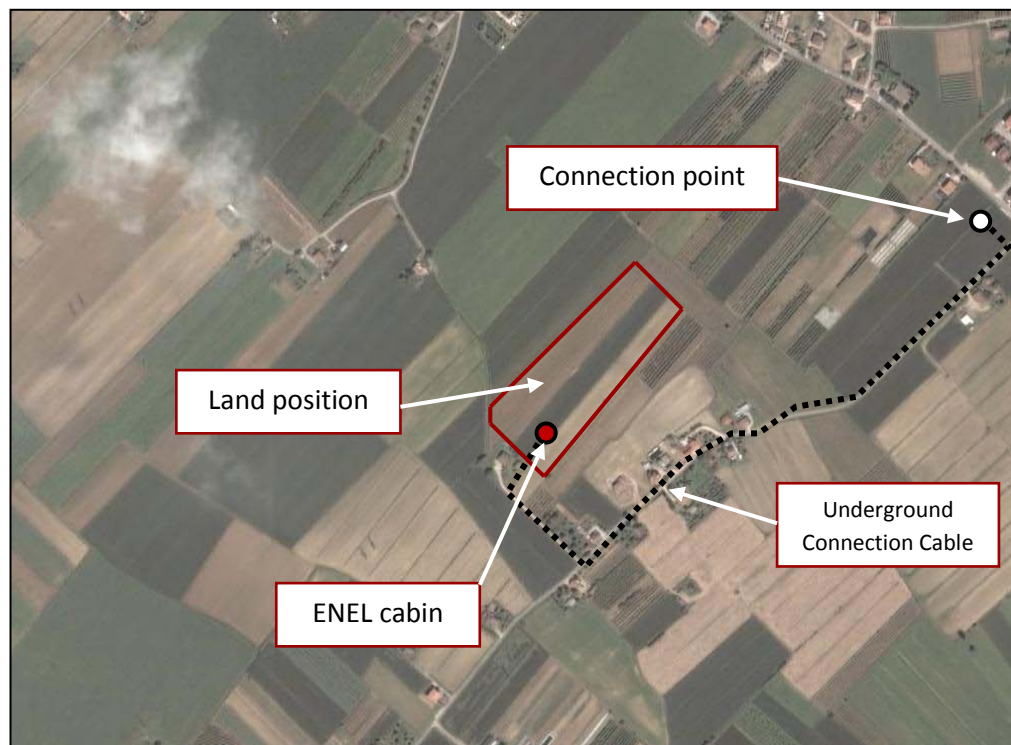 Connection point
Land position
Underground
Connection Cable
ENEL cabin